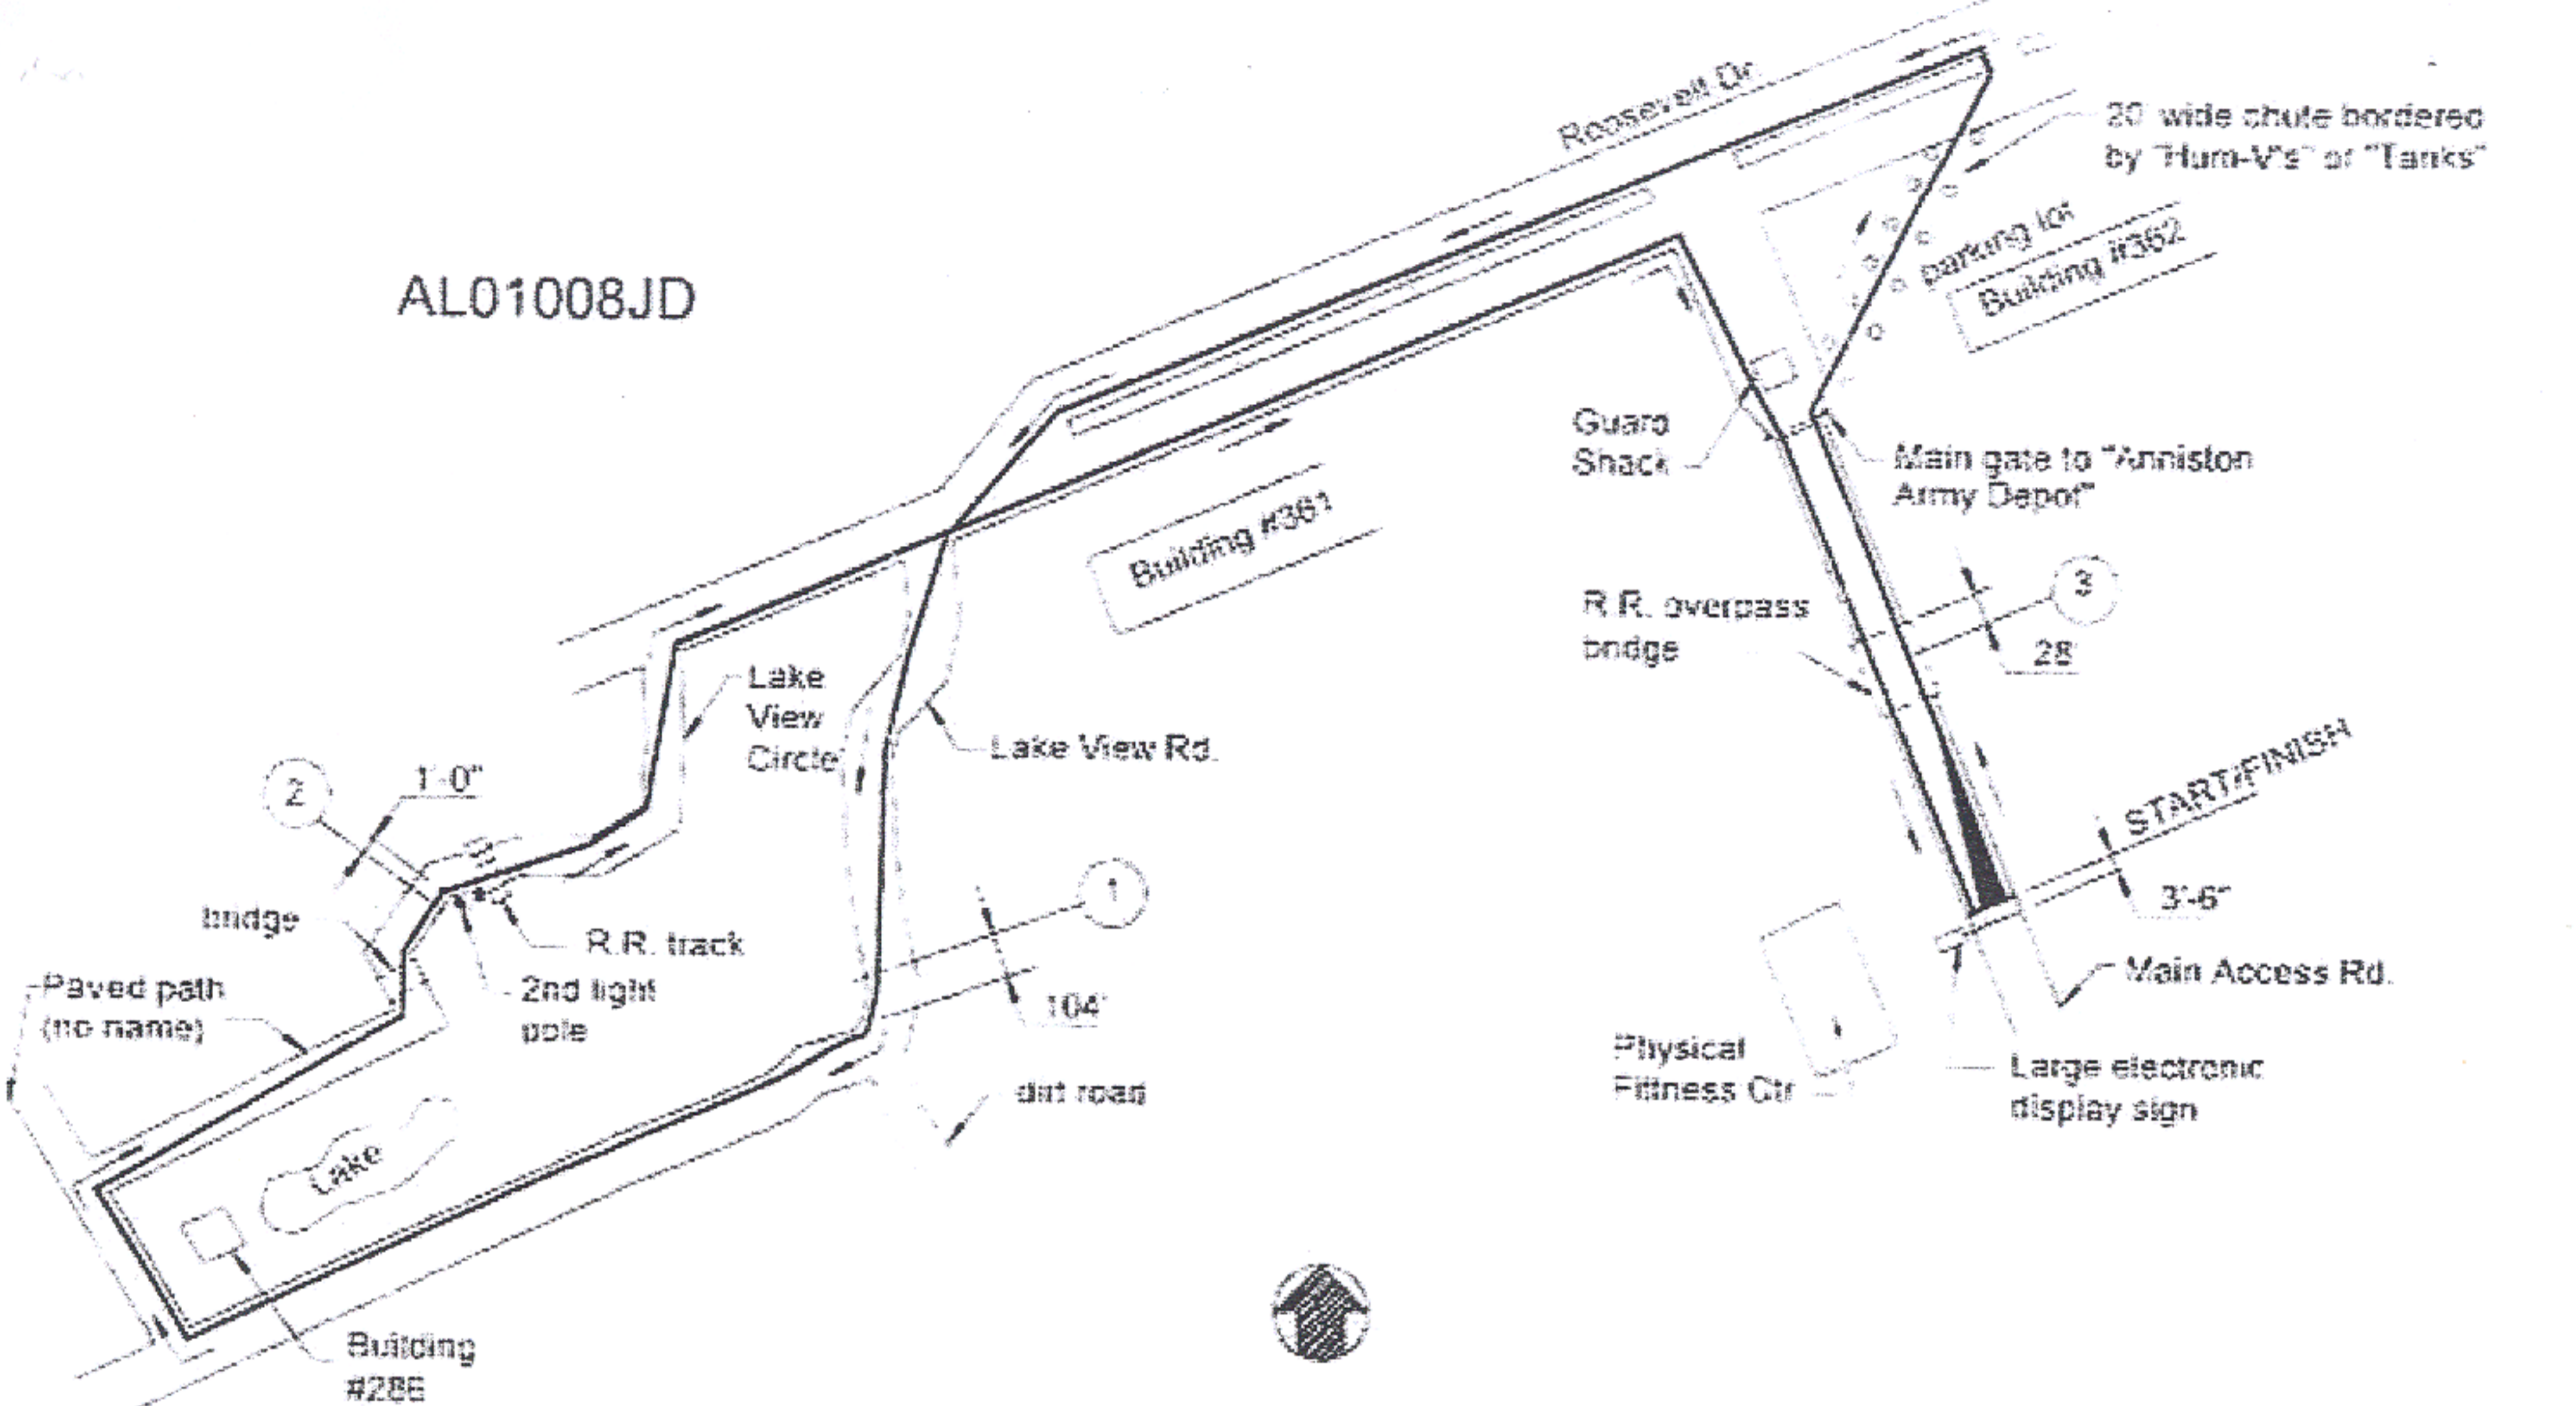 Roosevelt Dr.
20' wide chute bordered
by "Hum-V's" or "Tanks"
parking lot
Building #362
AL01008JD
Guard
Shack
Main gate to "Anniston
Army Depot"
Building #361
3
R.R. overpass
bridge
28'
Lake
View
Circle
Lake View Rd.
2
1'-0"
START/FINISH
3'-6"
1
bridge
R.R. track
2nd light
pole
104'
Paved path
(no name)
Main Access Rd.
Physical
Fittness Ctr
Large electronic
display sign
dirt road
Lake
Building
#286